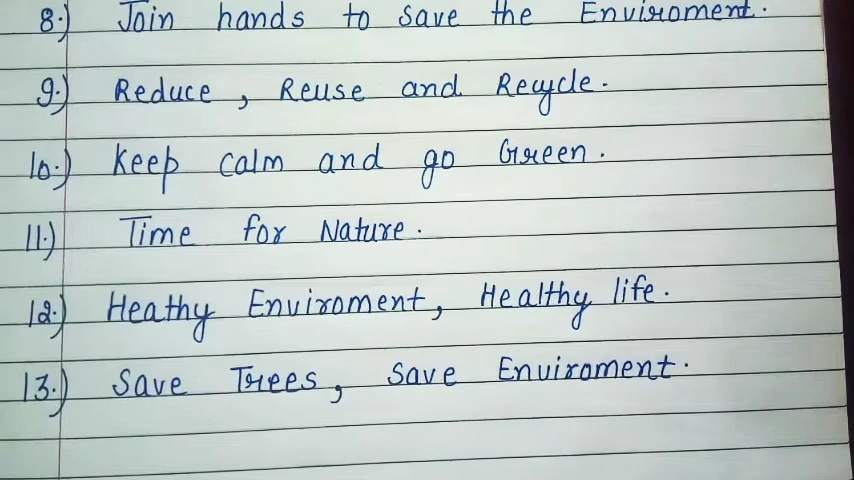 8.) Join hands to save the Enviroment.
9.) Reduce, Reuse and Recycle.
10.) Keep calm and go Green.
11.) Time for Nature.
12.) Heathy Enviroment, Healthy life.
13.) Save Trees, Save Enviroment.